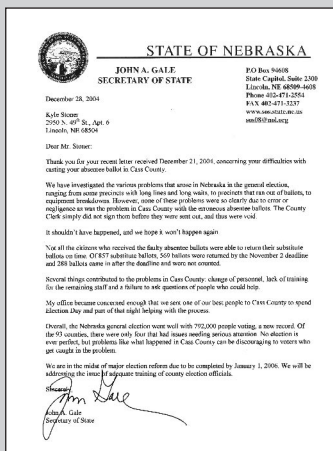 STATE OF NEBRASKA
JOHN A. GALE
SECRETARY OF STATE
P.O Box 94608
State Capitol, Suite 2300
Lincoln, NE 68509-4608
Phone 402-471-2554
FAX 402-471-3237
www.sos.state.ne.us
sos08@nol.org
December 28, 2004
Kyle Stoner
2950 N. 49th St., Apt. 6
Lincoln, NE 68504
Dear Mr. Stoner:
Thank you for your recent letter received December 21, 2004, concerning your difficulties with
casting your absentee ballot in Cass County.
We have investigated the various problems that arose in Nebraska in the general election,
ranging from some precincts with long lines and long waits, to precincts that ran out of ballots, to
equipment breakdowns. However, none of these problems were so clearly due to error or
negligence as was the problem in Cass County with the erroneous absentee ballots. The County
Clerk simply did not sign them before they were sent out, and thus were void.
It shouldn't have happened, and we hope it won't happen again
Not all the citizens who received the faulty absentee ballots were able to return their substitute
ballots on time. Of 857 substitute ballots, 569 ballots were returned by the November 2 deadline
and 288 ballots came in after the deadline and were not counted.
Several things contributed to the problems in Cass County: change of personnel, lack of training
for the remaining staff and a failure to ask questions of people who could help.
My office became concerned enough that we sent one of our best people to Cass County to spend
Election Day and part of that night helping with the process.
Overall, the Nebraska general election went well with 792,000 people voting, a new record. Of
the 93 counties, there were only four that had issues needing serious attention. No election is
ever perfect, but problems like what happened in Cass County can be discouraging to voters who
get caught in the problem.
We are in the midst of major election reform due to be completed by January 1, 2006. We will be
addressing the issue of adequate training of county election officials.
Sincerely,
John Gale
John A. Gale
Secretary of State